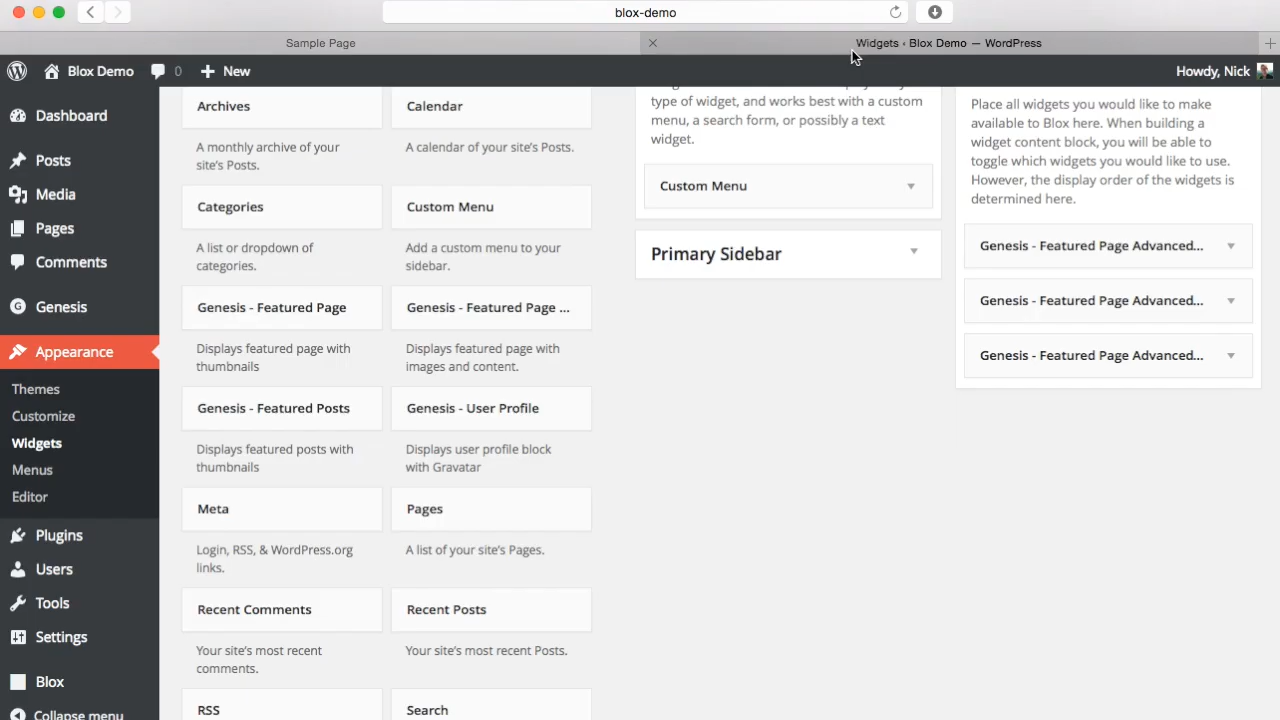 blox-demo
Sample Page
Widgets ‹ Blox Demo — WordPress
Blox Demo
0
New
Howdy, Nick
Dashboard
Posts
Media
Pages
Comments
Genesis
Appearance
Themes
Customize
Widgets
Menus
Editor
Plugins
Users
Tools
Settings
Blox
Collapse menu
Archives
A monthly archive of your
site's Posts.
Calendar
A calendar of your site's Posts.
Categories
A list or dropdown of
categories.
Custom Menu
Add a custom menu to your
sidebar.
Genesis - Featured Page
Displays featured page with
thumbnails
Genesis - Featured Page ...
Displays featured page with
images and content.
Genesis - Featured Posts
Displays featured posts with
thumbnails
Genesis - User Profile
Displays user profile block
with Gravatar
Meta
Login, RSS, & WordPress.org
links.
Pages
A list of your site's Pages.
Recent Comments
Your site's most recent
comments.
Recent Posts
Your site's most recent Posts.
RSS
Search
type of widget, and works best with a custom
menu, a search form, or possibly a text
widget.
Custom Menu
Primary Sidebar
Place all widgets you would like to make
available to Blox here. When building a
widget content block, you will be able to
toggle which widgets you would like to use.
However, the display order of the widgets is
determined here.
Genesis - Featured Page Advanced...
Genesis - Featured Page Advanced...
Genesis - Featured Page Advanced...